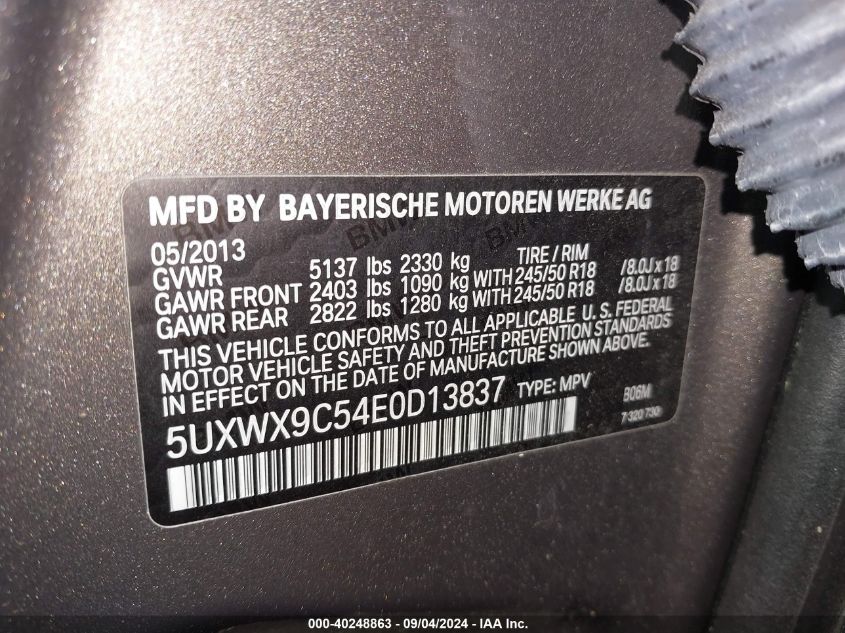 MFD BY BAYERISCHE MOTOREN WERKE AG
05/2013 TIRE / RIM
GVWR 5137 lbs 2330 kg
GAWR FRONT 2403 lbs 1090 kg WITH 245/50 R18 /8.0J x 18
GAWR REAR 2822 lbs 1280 kg WITH 245/50 R18 /8.0J x 18
THIS VEHICLE CONFORMS TO ALL APPLICABLE U. S. FEDERAL
MOTOR VEHICLE SAFETY AND THEFT PREVENTION STANDARDS
IN EFFECT ON THE DATE OF MANUFACTURE SHOWN ABOVE.
5UXWX9C54E0D13837 TYPE: MPV B06M
7 320 730
000-40248863 - 09/04/2024 - IAA Inc.